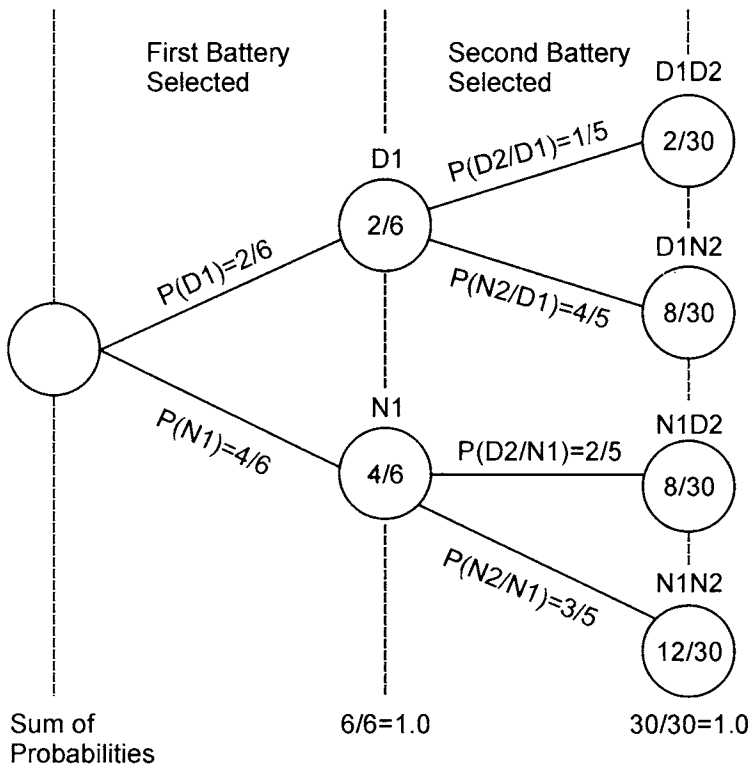 First Battery
Selected
Second Battery
Selected
D1D2
P(D2/D1)=1/5
2/30
D1
2/6
P(D1)=2/6
D1N2
P(N2/D1)=4/5
8/30
N1
P(N1)=4/6
4/6
N1D2
P(D2/N1)=2/5
8/30
P(N2/N1)=3/5
N1N2
12/30
Sum of
Probabilities
6/6=1.0
30/30=1.0